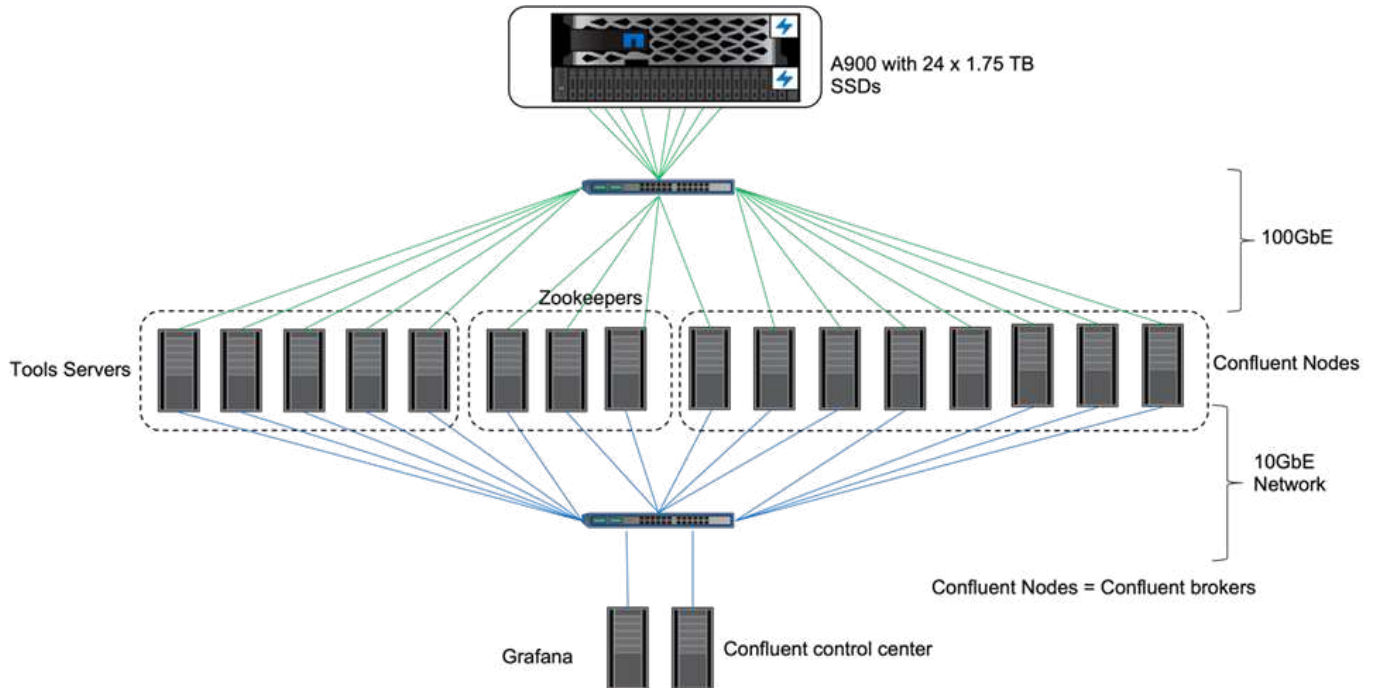 A900 with 24 x 1.75 TB
SSDs
100GbE
Zookeepers
Tools Servers
Confluent Nodes
10GbE
Network
Confluent Nodes = Confluent brokers
Grafana
Confluent control center